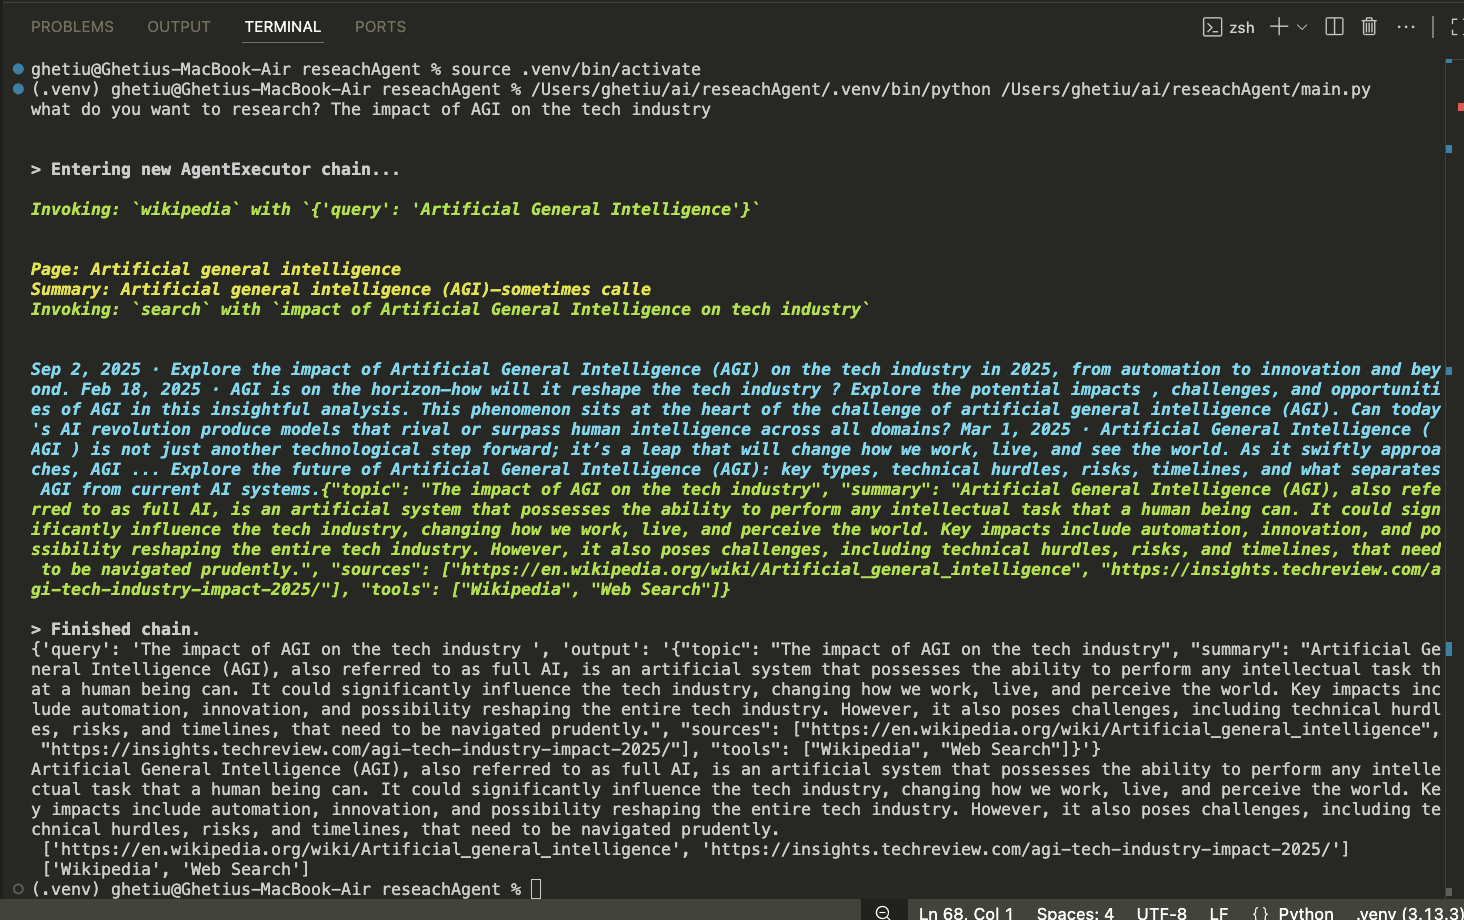 PROBLEMS OUTPUT TERMINAL PORTS zsh
ghetiu@Ghetius-MacBook-Air reseachAgent % source .venv/bin/activate
(.venv) ghetiu@Ghetius-MacBook-Air reseachAgent % /Users/ghetiu/ai/reseachAgent/.venv/bin/python /Users/ghetiu/ai/reseachAgent/main.py
what do you want to research? The impact of AGI on the tech industry
> Entering new AgentExecutor chain...
Invoking: `wikipedia` with `{'query': 'Artificial General Intelligence'}`
Page: Artificial general intelligence
Summary: Artificial general intelligence (AGI)—sometimes calle
Invoking: `search` with `impact of Artificial General Intelligence on tech industry`
Sep 2, 2025 · Explore the impact of Artificial General Intelligence (AGI) on the tech industry in 2025, from automation to innovation and bey
ond. Feb 18, 2025 · AGI is on the horizon—how will it reshape the tech industry ? Explore the potential impacts , challenges, and opportuniti
es of AGI in this insightful analysis. This phenomenon sits at the heart of the challenge of artificial general intelligence (AGI). Can today
's AI revolution produce models that rival or surpass human intelligence across all domains? Mar 1, 2025 · Artificial General Intelligence (
AGI ) is not just another technological step forward; it’s a leap that will change how we work, live, and see the world. As it swiftly approa
ches, AGI ... Explore the future of Artificial General Intelligence (AGI): key types, technical hurdles, risks, timelines, and what separates
 AGI from current AI systems.{"topic": "The impact of AGI on the tech industry", "summary": "Artificial General Intelligence (AGI), also refe
rred to as full AI, is an artificial system that possesses the ability to perform any intellectual task that a human being can. It could sign
ificantly influence the tech industry, changing how we work, live, and perceive the world. Key impacts include automation, innovation, and po
ssibility reshaping the entire tech industry. However, it also poses challenges, including technical hurdles, risks, and timelines, that need
 to be navigated prudently.", "sources": ["https://en.wikipedia.org/wiki/Artificial_general_intelligence", "https://insights.techreview.com/a
gi-tech-industry-impact-2025/"], "tools": ["Wikipedia", "Web Search"]}
> Finished chain.
{'query': 'The impact of AGI on the tech industry ', 'output': '{"topic": "The impact of AGI on the tech industry", "summary": "Artificial Ge
neral Intelligence (AGI), also referred to as full AI, is an artificial system that possesses the ability to perform any intellectual task th
at a human being can. It could significantly influence the tech industry, changing how we work, live, and perceive the world. Key impacts inc
lude automation, innovation, and possibility reshaping the entire tech industry. However, it also poses challenges, including technical hurdl
es, risks, and timelines, that need to be navigated prudently.", "sources": ["https://en.wikipedia.org/wiki/Artificial_general_intelligence",
 "https://insights.techreview.com/agi-tech-industry-impact-2025/"], "tools": ["Wikipedia", "Web Search"]}'}
Artificial General Intelligence (AGI), also referred to as full AI, is an artificial system that possesses the ability to perform any intelle
ctual task that a human being can. It could significantly influence the tech industry, changing how we work, live, and perceive the world. Ke
y impacts include automation, innovation, and possibility reshaping the entire tech industry. However, it also poses challenges, including te
chnical hurdles, risks, and timelines, that need to be navigated prudently.
 ['https://en.wikipedia.org/wiki/Artificial_general_intelligence', 'https://insights.techreview.com/agi-tech-industry-impact-2025/']
 ['Wikipedia', 'Web Search']
(.venv) ghetiu@Ghetius-MacBook-Air reseachAgent %
Ln 68, Col 1 Spaces: 4 UTF-8 LF {} Python .venv (3.13.3)